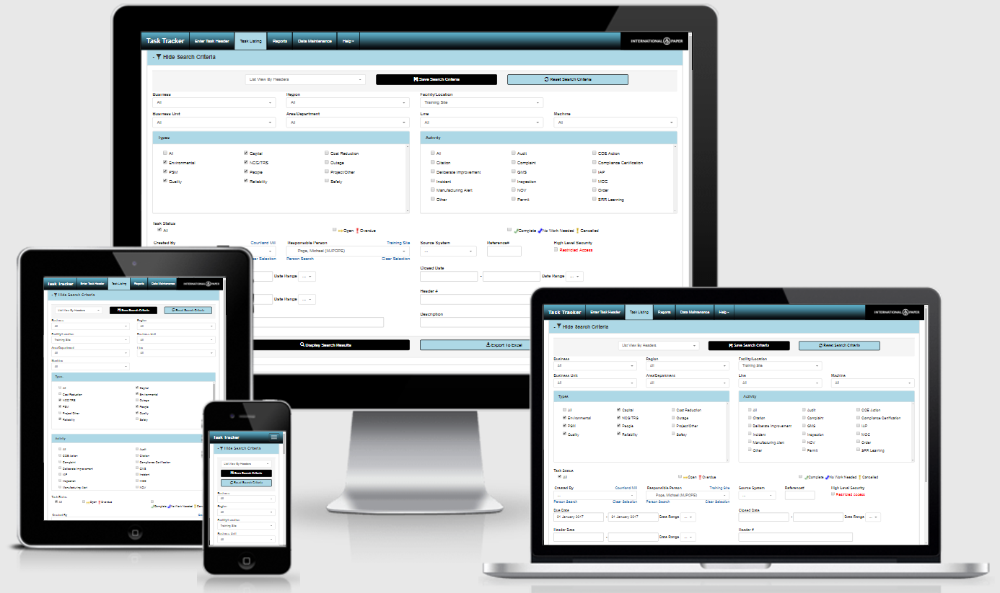 Task Tracker Enter Task Header Task Listing Reports Data Maintenance Help INTERNATIONAL PAPER
- Hide Search Criteria
List View By Headers Save Search Criteria Reset Search Criteria
Business Region Facility/Location
All All Training Site
Business Unit Area/Department Line Machine
All All All All
Types Activity
All Capital Cost Reduction All Audit COE Action
Environmental NCG/TRS Outage Citation Complaint Compliance Certification
PSM People Project/Other Deliberate Improvement GMS IAP
Quality Reliability Safety Incident Inspection MOC
Manufacturing Alert NOV Order
Other Permit SRR Learning
Task Status
All Open Overdue Complete No Work Needed Cancelled
Created By Courtland Mill Responsible Person Training Site Source System Reference# High Level Security
Pope, Michael (MJPOPE) ... Restricted Access
Clear Selection Person Search Clear Selection
Closed Date
Date Range ... - Date Range ...
Header #
Date Range ...
Description
Display Search Results Export To Excel
Task Tracker Enter Task Header Task Listing Reports Data Maintenance INTERNATIONAL PAPER
- Hide Search Criteria
List View By Headers Save Search Criteria Reset Search Criteria
Business Region
All All
Facility/Location Business Unit
Training Site All
Area/Department Line
All All
Machine
All
Types
All Capital
Cost Reduction Environmental
NCG/TRS Outage
PSM People
Project/Other Quality
Reliability Safety
Activity
All Audit
COE Action Citation
Complaint Compliance Certification
Deliberate Improvement GMS
IAP Incident
Inspection MOC
Manufacturing Alert NOV
Task Status
All Open Overdue Complete No Work Needed
Created By
Task Tracker
- Hide Search Criteria
List View By Headers
Save Search Criteria
Reset Search Criteria
Business
All
Region
All
Facility/Location
Training Site
Business Unit
All
Task Tracker Enter Task Header Task Listing Reports Data Maintenance Help INTERNATIONAL PAPER
- Hide Search Criteria
List View By Headers Save Search Criteria Reset Search Criteria
Business Region Facility/Location
All All Training Site
Business Unit Area/Department Line Machine
All All All All
Types Activity
All Capital Cost Reduction All Audit COE Action
Environmental NCG/TRS Outage Citation Complaint Compliance Certification
PSM People Project/Other Deliberate Improvement GMS IAP
Quality Reliability Safety Incident Inspection MOC
Manufacturing Alert NOV Order
Other Permit SRR Learning
Task Status
All Open Overdue Complete No Work Needed Cancelled
Created By Courtland Mill Responsible Person Training Site Source System Reference# High Level Security
... Pope, Michael (MJPOPE) ... Restricted Access
Person Search Clear Selection Person Search Clear Selection
Due Date Closed Date
01 January 2017 - 31 January 2017 Date Range ... - Date Range ...
Header Date Header #
- Date Range ...